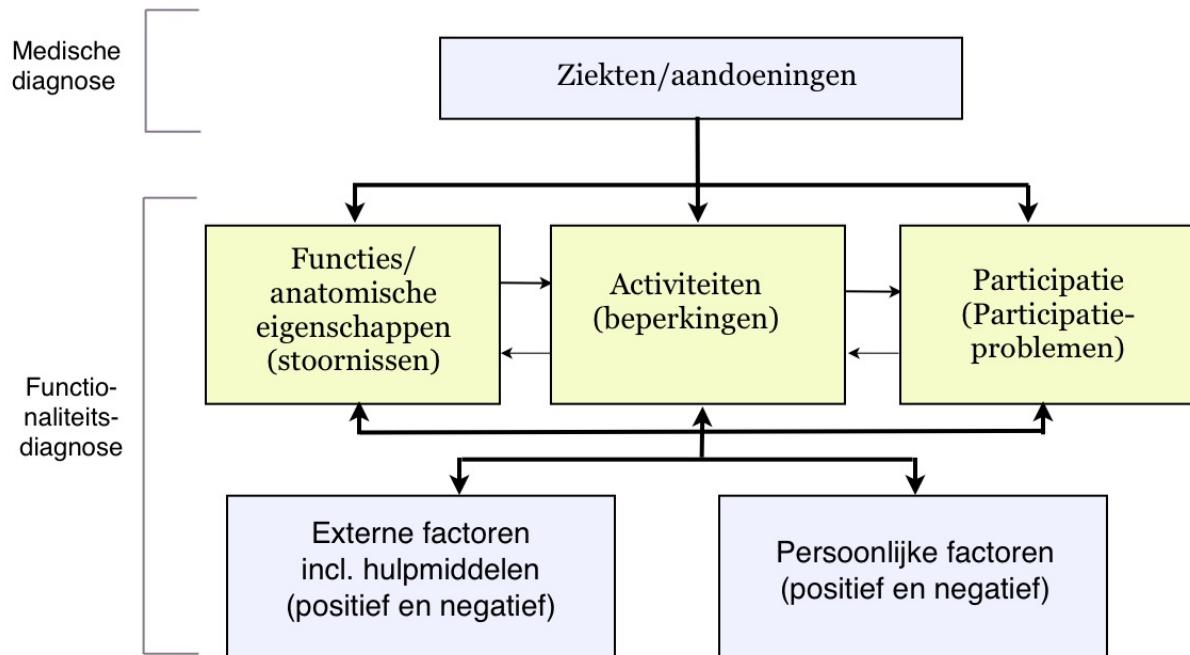 Medische
diagnose
Ziekten/aandoeningen
Functies/
anatomische
eigenschappen
(stoornissen)
Activiteiten
(beperkingen)
Participatie
(Participatie-
problemen)
Functio-
naliteits-
diagnose
Externe factoren
incl. hulpmiddelen
(positief en negatief)
Persoonlijke factoren
(positief en negatief)